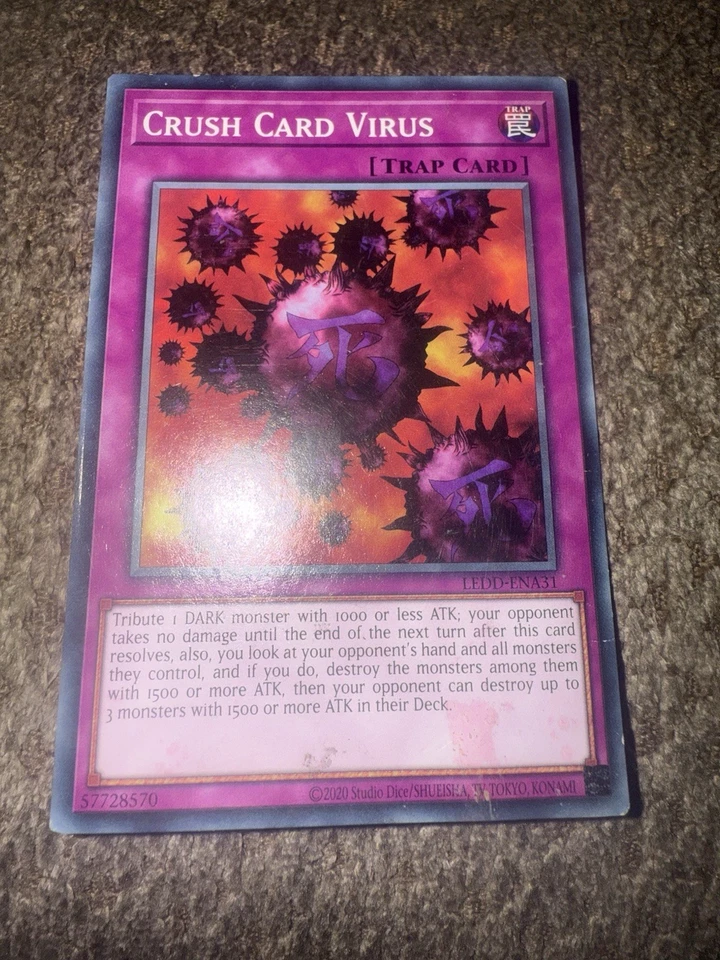 CRUSH CARD VIRUS
TRAP
罠
[TRAP CARD]
死
死
LEDD-ENA31
Tribute 1 DARK monster with 1000 or less ATK; your opponent
takes no damage until the end of the next turn after this card
resolves, also, you look at your opponent's hand and all monsters
they control, and if you do, destroy the monsters among them
with 1500 or more ATK, then your opponent can destroy up to
3 monsters with 1500 or more ATK in their Deck.
57728570
©2020 Studio Dice/SHUEISHA, TV TOKYO, KONAMI